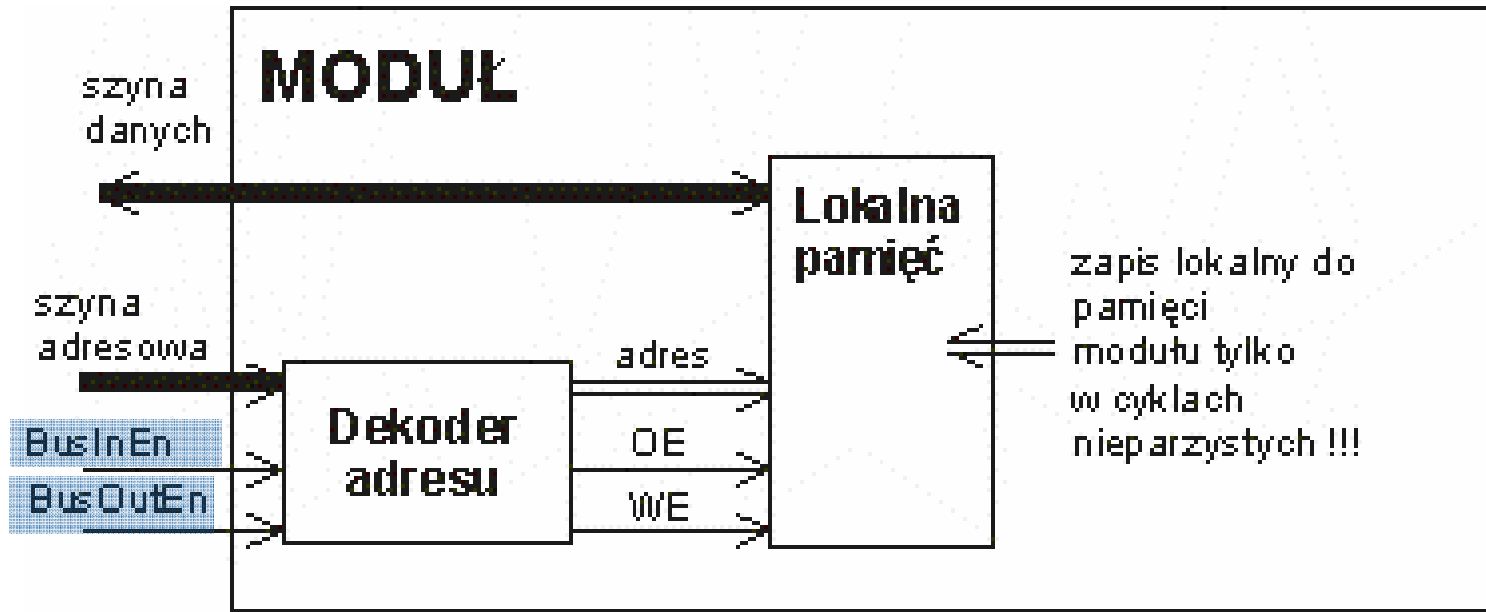 MODUŁ
szyna
danych
Lokalna
pamięć
szyna
adresowa
adres
Dekoder
adresu
BusInEn
BusOutEn
OE
WE
zapis lokalny do
pamięci
modułu tylko
w cyklach
nieparzystych !!!